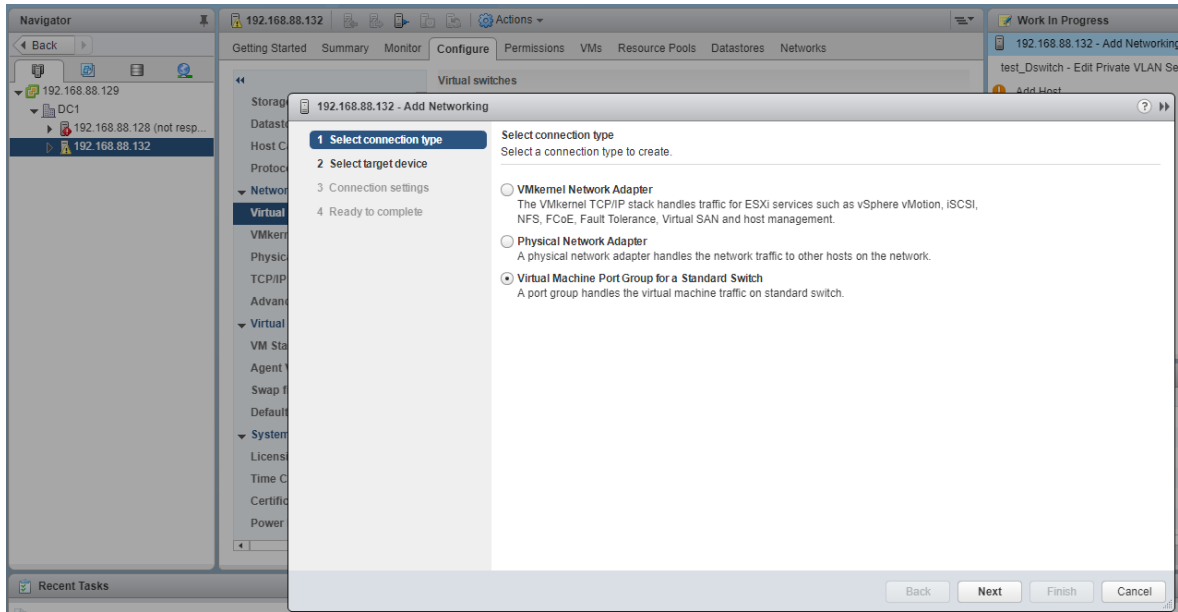 Navigator
Back
192.168.88.129
DC1
192.168.88.128 (not resp...
192.168.88.132
192.168.88.132
Actions
Getting Started Summary Monitor Configure Permissions VMs Resource Pools Datastores Networks
Virtual switches
Storag
Datasto
Host C
Protoco
Networ
Virtual
VMkern
Physic
TCP/IP
Advanc
Virtual
VM Sta
Agent
Swap f
Default
System
Licensi
Time C
Certific
Power
192.168.88.132 - Add Networking
1 Select connection type
2 Select target device
3 Connection settings
4 Ready to complete
Select connection type
Select a connection type to create.
VMkernel Network Adapter
The VMkernel TCP/IP stack handles traffic for ESXi services such as vSphere vMotion, iSCSI,
NFS, FCoE, Fault Tolerance, Virtual SAN and host management.
Physical Network Adapter
A physical network adapter handles the network traffic to other hosts on the network.
Virtual Machine Port Group for a Standard Switch
A port group handles the virtual machine traffic on standard switch.
Back Next Finish Cancel
Work In Progress
192.168.88.132 - Add Networking
test_Dswitch - Edit Private VLAN Se
Add Host
Recent Tasks